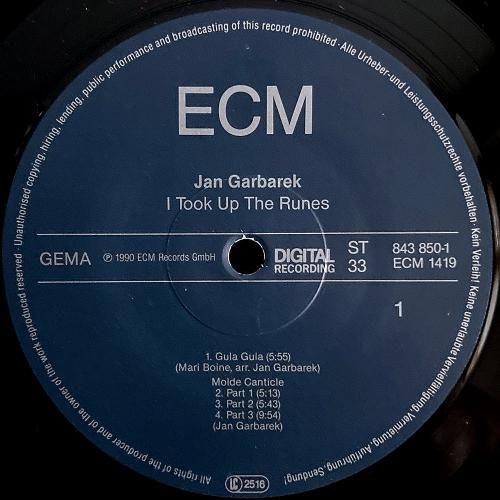 ECM
Jan Garbarek
I Took Up The Runes
GEMA
℗ 1990 ECM Records GmbH
DIGITAL
RECORDING
ST
33
843 850-1
ECM 1419
1
1. Gula Gula (5:55)
(Mari Boine, arr. Jan Garbarek)
Molde Canticle
2. Part 1 (5:13)
3. Part 2 (5:43)
4. Part 3 (9:54)
(Jan Garbarek)
LC 2516
All rights of the producer and of the owner of the work reproduced reserved · Unauthorised copying, hiring, lending, public performance and broadcasting of this record prohibited · Alle Urheber-und Leistungsschutzrechte vorbehalten · Kein Verleih! Keine unerlaubte Vervielfältigung, Vermietung, Aufführung, Sendung!